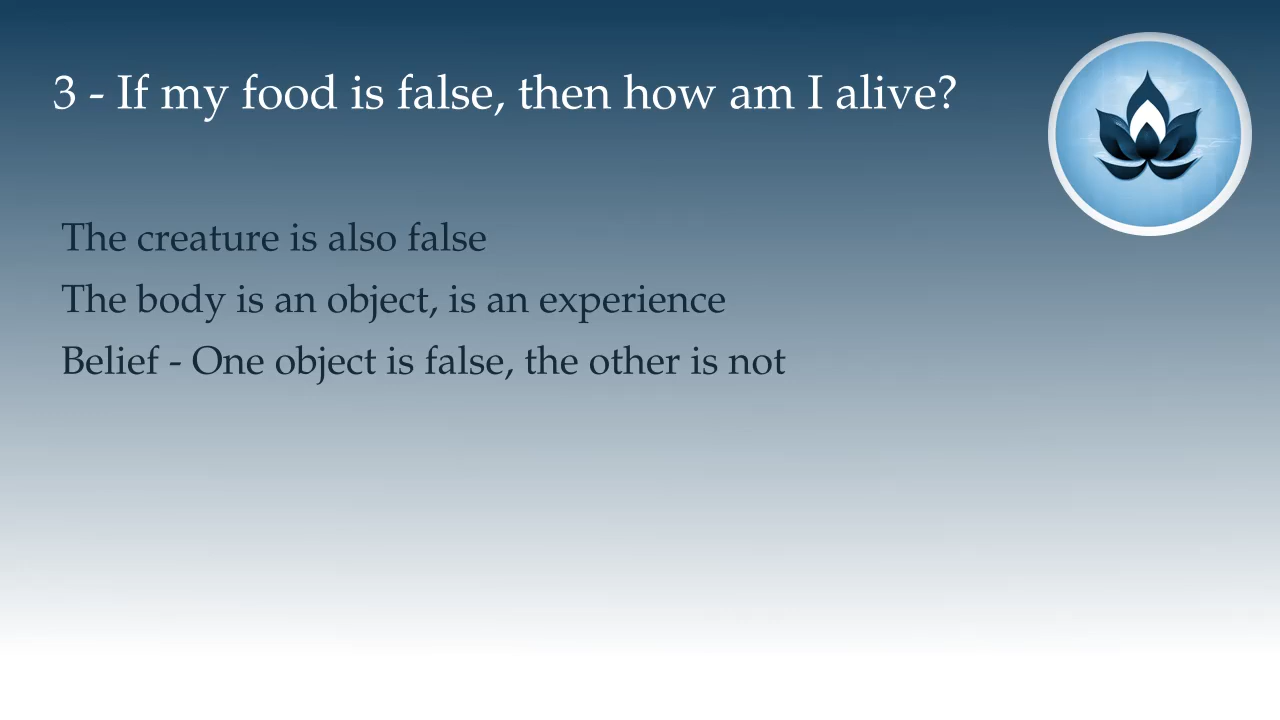 3 - If my food is false, then how am I alive?
The creature is also false
The body is an object, is an experience
Belief - One object is false, the other is not